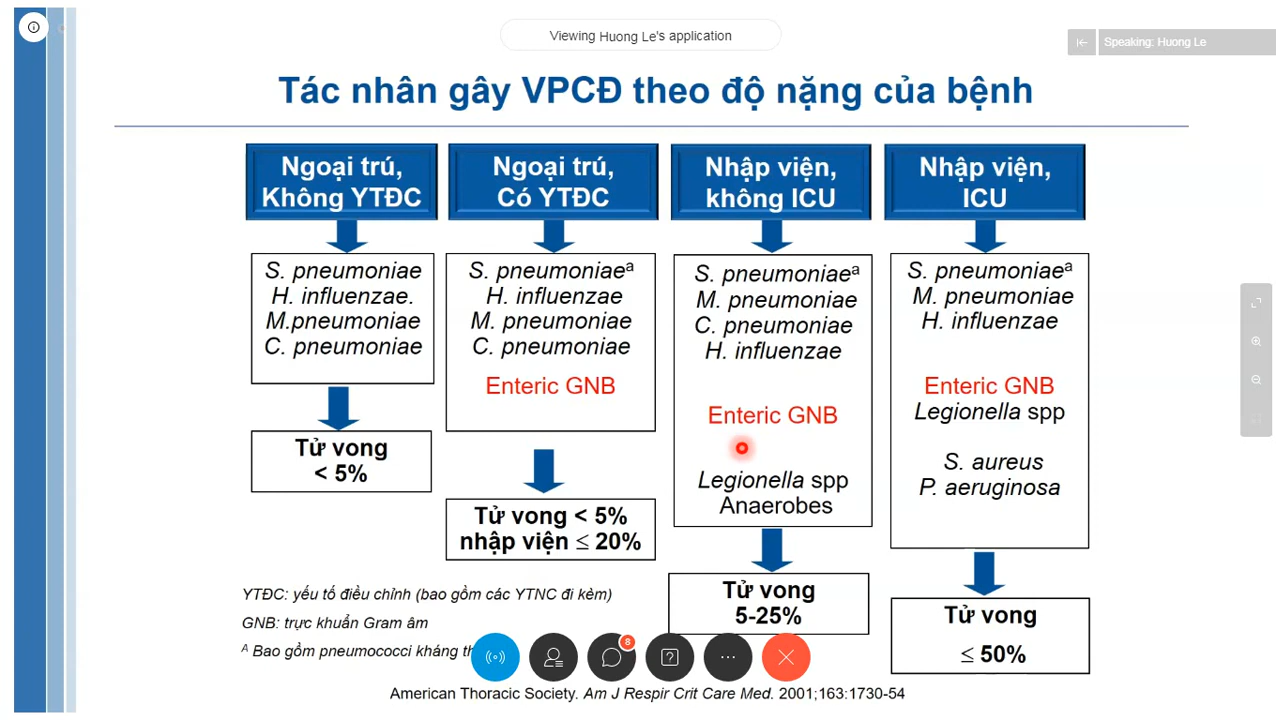 Viewing Huong Le's application
Speaking: Huong Le
Tác nhân gây VPCĐ theo độ nặng của bệnh
Ngoại trú,
Không YTĐC
S. pneumoniae
H. influenzae.
M.pneumoniae
C. pneumoniae
Tử vong
< 5%
Ngoại trú,
Có YTĐC
S. pneumoniaeᵃ
H. influenzae
M. pneumoniae
C. pneumoniae
Enteric GNB
Tử vong < 5%
nhập viện ≤ 20%
Nhập viện,
không ICU
S. pneumoniaeᵃ
M. pneumoniae
C. pneumoniae
H. influenzae
Enteric GNB
Legionella spp
Anaerobes
Tử vong
5-25%
Nhập viện,
ICU
S. pneumoniaeᵃ
M. pneumoniae
H. influenzae
Enteric GNB
Legionella spp
S. aureus
P. aeruginosa
Tử vong
≤ 50%
YTĐC: yếu tố điều chỉnh (bao gồm các YTNC đi kèm)
GNB: trực khuẩn Gram âm
ᴬ Bao gồm pneumococci kháng
8
American Thoracic Society. Am J Respir Crit Care Med. 2001;163:1730-54